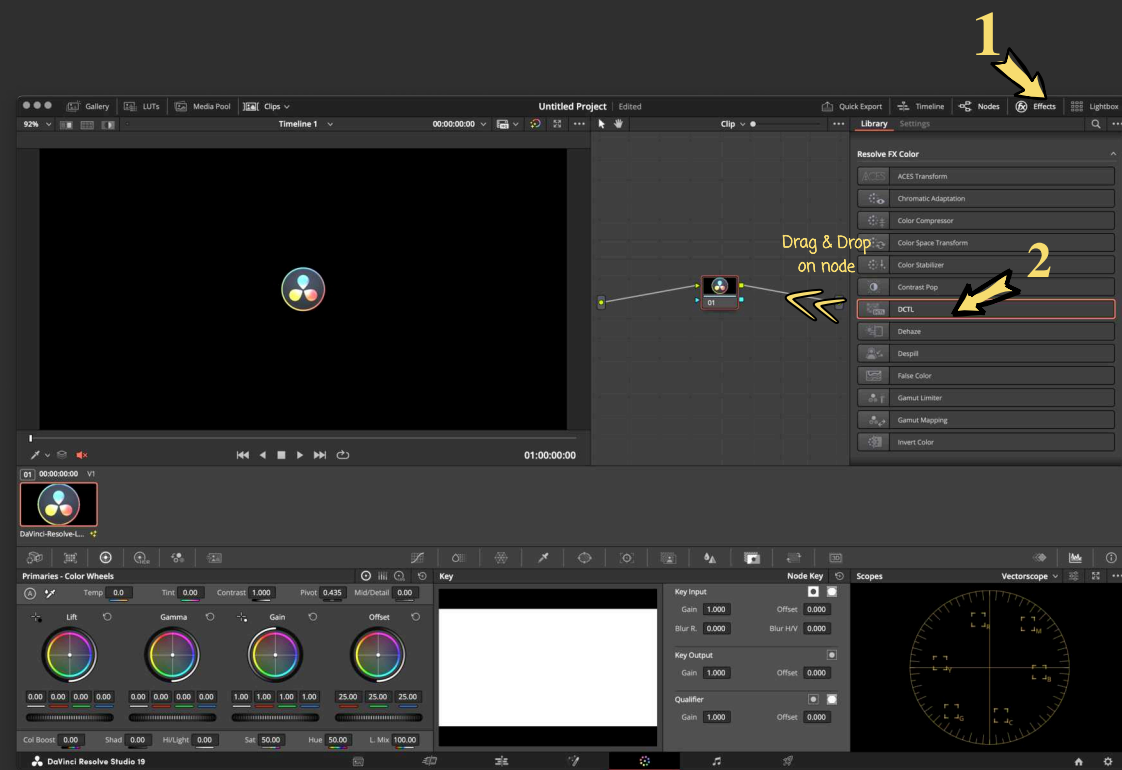 1
Gallery LUTs Media Pool Clips Untitled Project Edited Quick Export Timeline Nodes Effects Lightbox
92% Timeline 1 00:00:00:00 Clip Library Settings
Resolve FX Color
ACES Transform
Chromatic Adaptation
Color Compressor
Color Space Transform
Color Stabilizer
Contrast Pop
DCTL
Dehaze
Despill
False Color
Gamut Limiter
Gamut Mapping
Invert Color
Drag & Drop
on node
2
01
01:00:00:00
01 00:00:00:00 V1
DaVinci-Resolve-L...
Primaries - Color Wheels Key Node Key Scopes Vectorscope
A Temp 0.0 Tint 0.00 Contrast 1.000 Pivot 0.435 Mid/Detail 0.00
Lift Gamma Gain Offset
0.00 0.00 0.00 0.00 0.00 0.00 0.00 0.00 1.00 1.00 1.00 1.00 25.00 25.00 25.00
Col Boost 0.00 Shad 0.00 Hi/Light 0.00 Sat 50.00 Hue 50.00 L. Mix 100.00
Key Input
Gain 1.000 Offset 0.000
Blur R. 0.000 Blur H/V 0.000
Key Output
Gain 1.000 Offset 0.000
Qualifier
Gain 1.000 Offset 0.000
R M
Y B
G C
DaVinci Resolve Studio 19